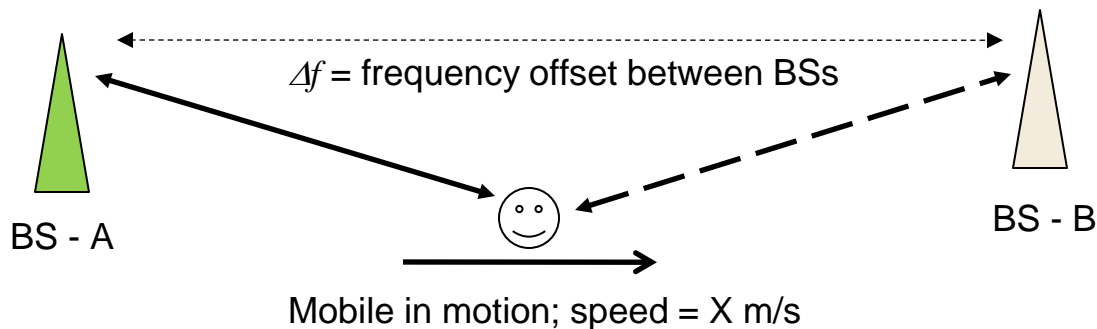 Δf = frequency offset between BSs
BS - A
BS - B
Mobile in motion; speed = X m/s